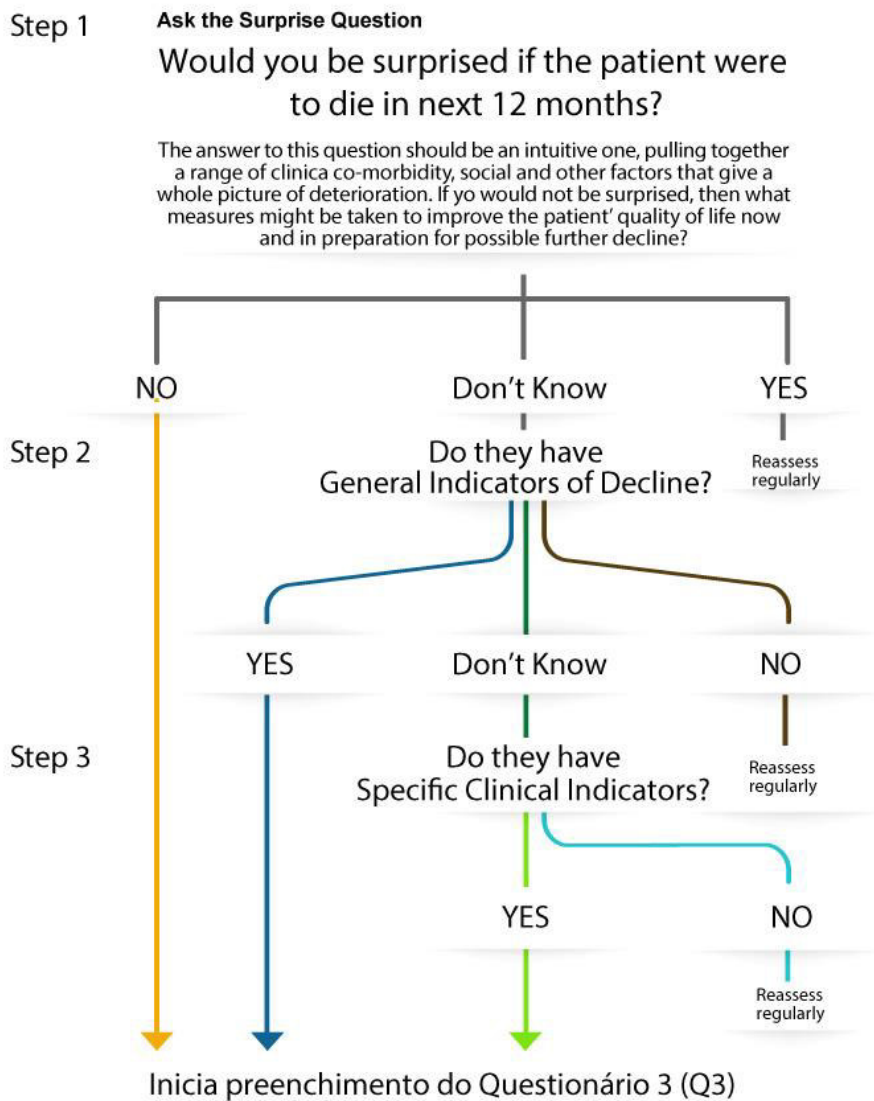 Step 1
Ask the Surprise Question
Would you be surprised if the patient were
to die in next 12 months?
The answer to this question should be an intuitive one, pulling together
a range of clinica co-morbidity, social and other factors that give a
whole picture of deterioration. If yo would not be surprised, then what
measures might be taken to improve the patient' quality of life now
and in preparation for possible further decline?
NO
Don't Know
YES
Step 2
Do they have
General Indicators of Decline?
Reassess
regularly
YES
Don't Know
NO
Step 3
Do they have
Specific Clinical Indicators?
Reassess
regularly
YES
NO
Reassess
regularly
Inicia preenchimento do Questionário 3 (Q3)